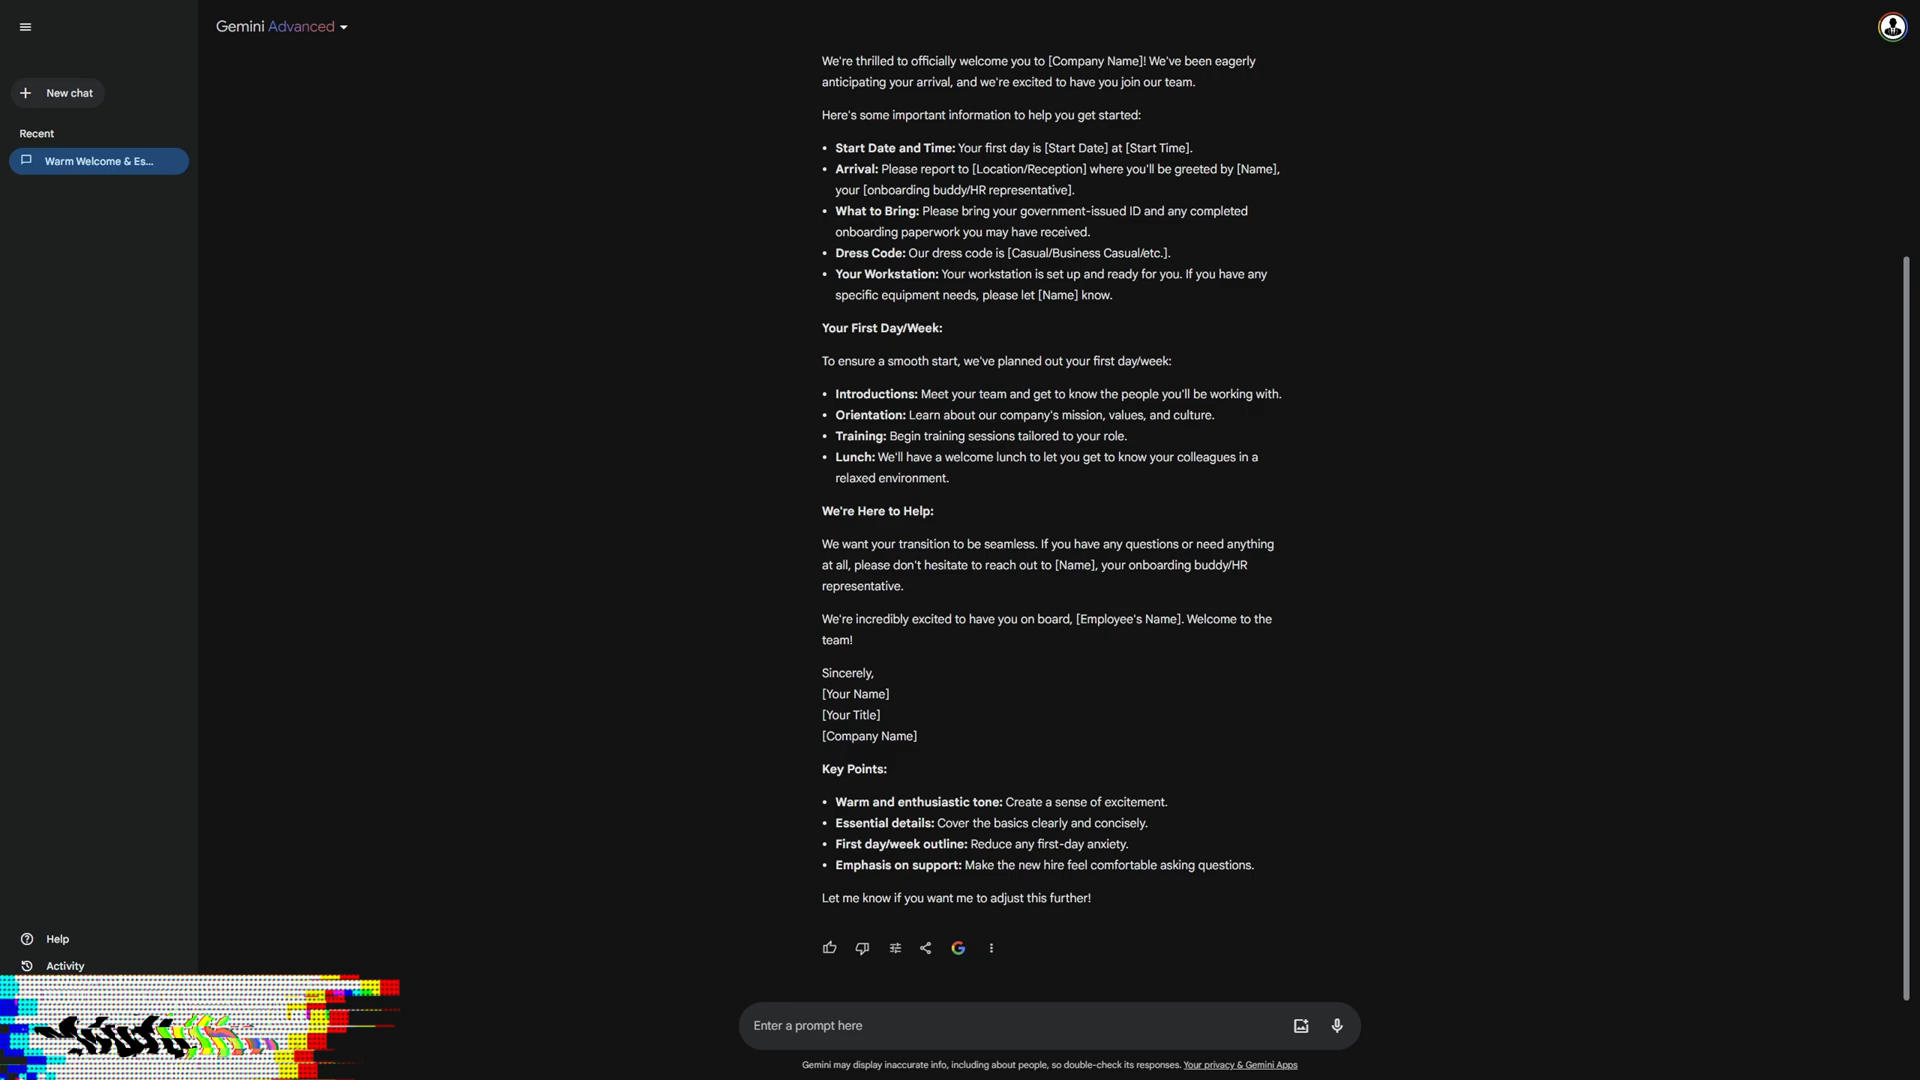 Gemini Advanced
New chat
Recent
Warm Welcome & Es...
We're thrilled to officially welcome you to [Company Name]! We've been eagerly
anticipating your arrival, and we're excited to have you join our team.
Here's some important information to help you get started:
• Start Date and Time: Your first day is [Start Date] at [Start Time].
• Arrival: Please report to [Location/Reception] where you'll be greeted by [Name],
your [onboarding buddy/HR representative].
• What to Bring: Please bring your government-issued ID and any completed
onboarding paperwork you may have received.
• Dress Code: Our dress code is [Casual/Business Casual/etc.].
• Your Workstation: Your workstation is set up and ready for you. If you have any
specific equipment needs, please let [Name] know.
Your First Day/Week:
To ensure a smooth start, we've planned out your first day/week:
• Introductions: Meet your team and get to know the people you'll be working with.
• Orientation: Learn about our company's mission, values, and culture.
• Training: Begin training sessions tailored to your role.
• Lunch: We'll have a welcome lunch to let you get to know your colleagues in a
relaxed environment.
We're Here to Help:
We want your transition to be seamless. If you have any questions or need anything
at all, please don't hesitate to reach out to [Name], your onboarding buddy/HR
representative.
We're incredibly excited to have you on board, [Employee's Name]. Welcome to the
team!
Sincerely,
[Your Name]
[Your Title]
[Company Name]
Key Points:
• Warm and enthusiastic tone: Create a sense of excitement.
• Essential details: Cover the basics clearly and concisely.
• First day/week outline: Reduce any first-day anxiety.
• Emphasis on support: Make the new hire feel comfortable asking questions.
Let me know if you want me to adjust this further!
Help
Activity
Enter a prompt here
Gemini may display inaccurate info, including about people, so double-check its responses. Your privacy & Gemini Apps